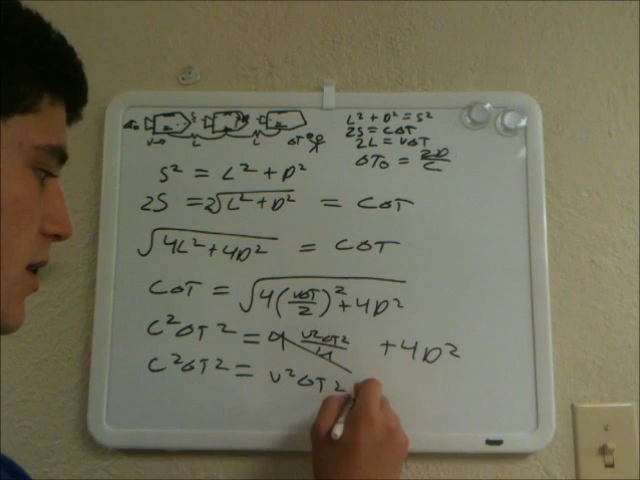 L² + D² = S²
2S = CΔT
2L = VΔT
ΔT₀ = 2D/C
S² = L² + D²
2S = 2√(L² + D²) = CΔT
√(4L² + 4D²) = CΔT
CΔT = √(4(VΔT/2)² + 4D²)
C²ΔT² = 4 V²ΔT²/4 + 4D²
C²ΔT² = V²ΔT²